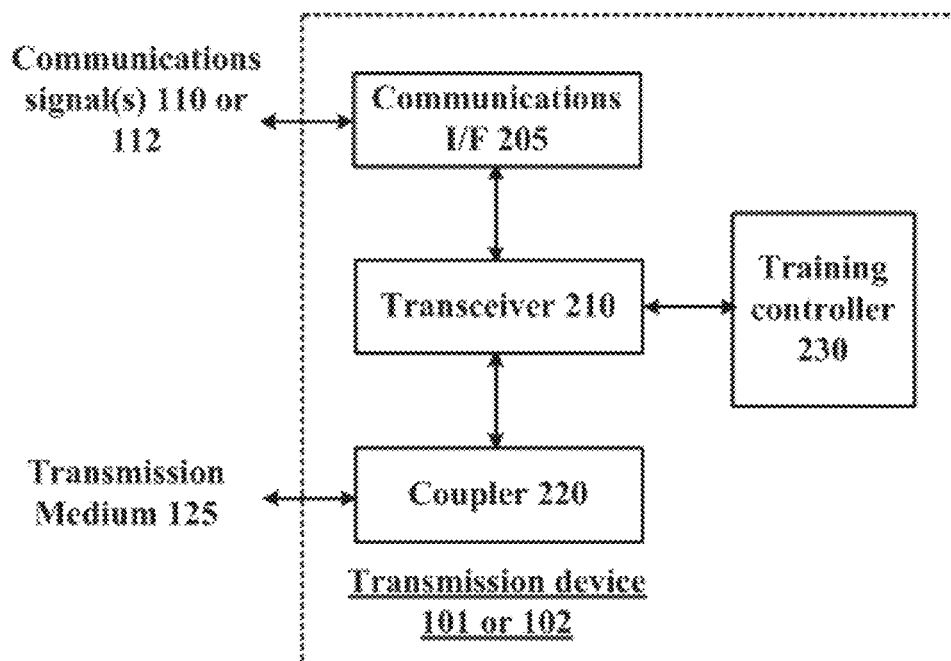 Communications
signal(s) 110 or
112
Communications
I/F 205
Transceiver 210
Training
controller
230
Transmission
Medium 125
Coupler 220
Transmission device
101 or 102